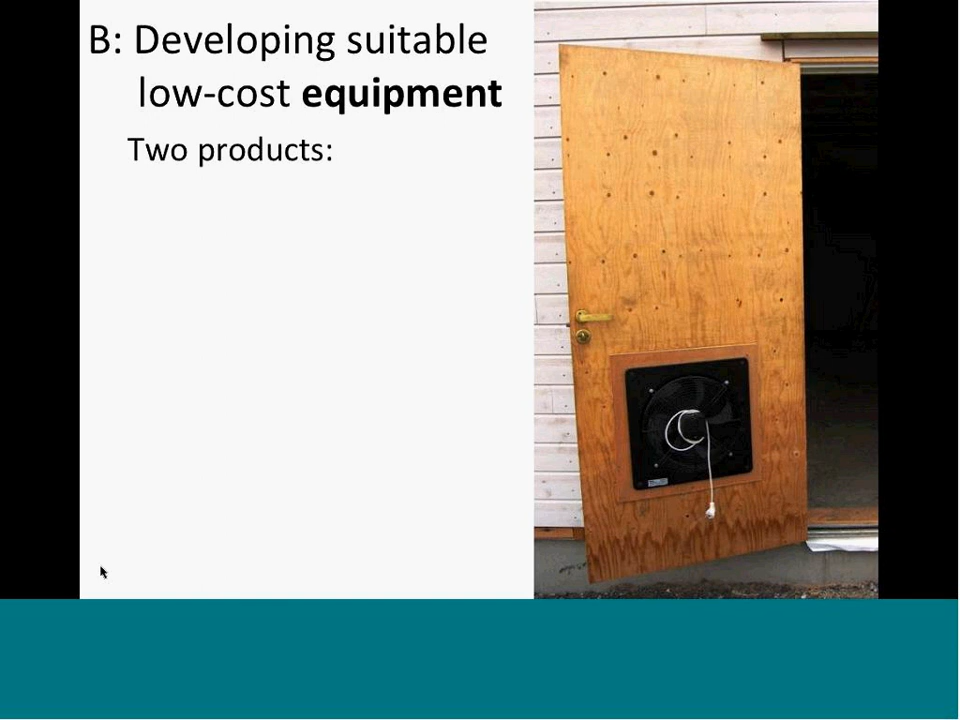 B: Developing suitable
low-cost equipment
Two products: